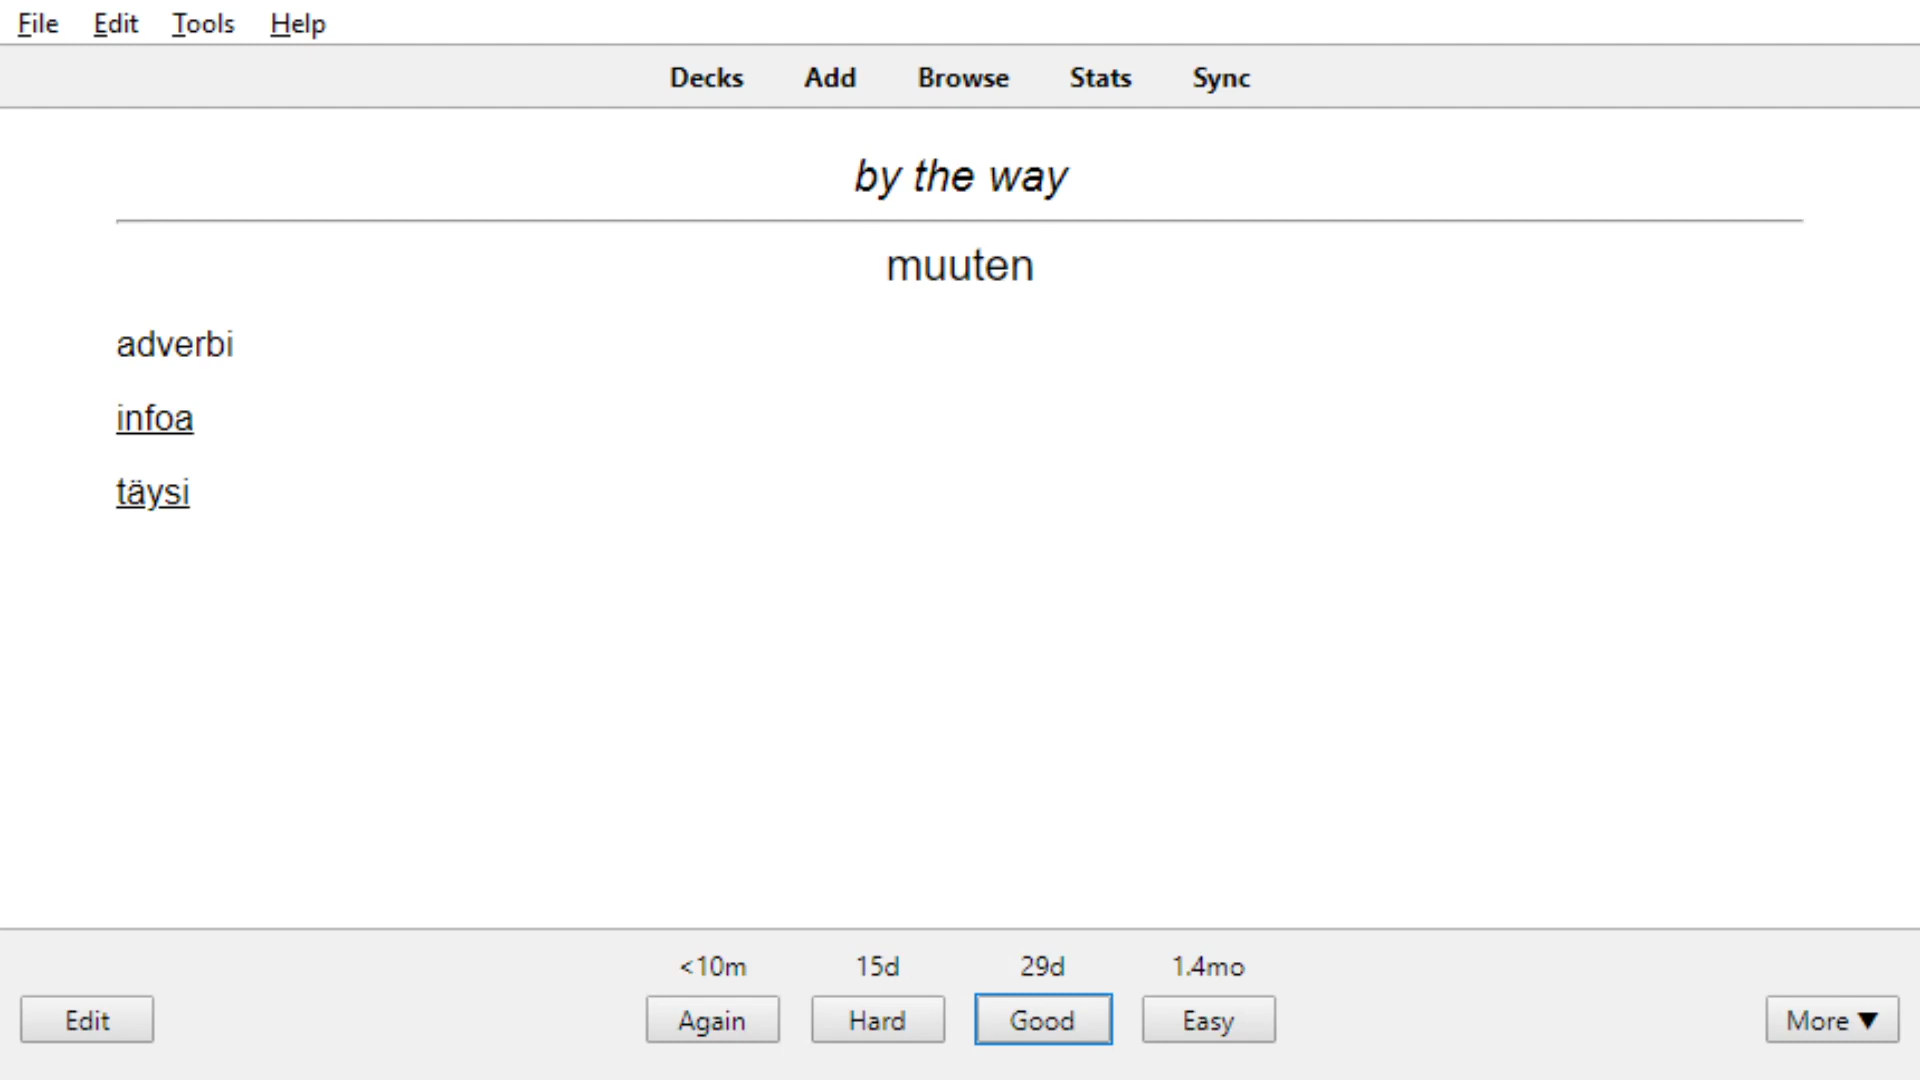 File Edit Tools Help
Decks Add Browse Stats Sync
by the way
muuten
adverbi
infoa
täysi
<10m 15d 29d 1.4mo
Edit Again Hard Good Easy More ▼